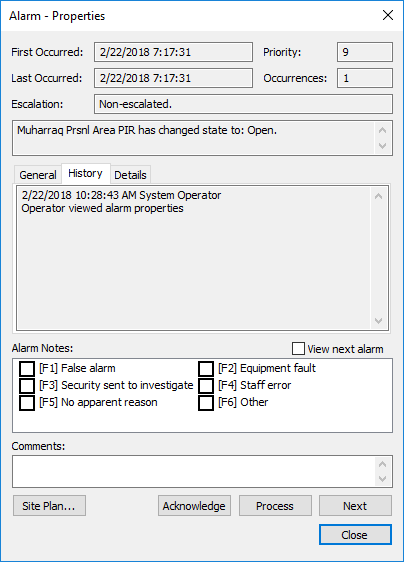 Alarm - Properties
First Occurred: 2/22/2018 7:17:31 Priority: 9
Last Occurred: 2/22/2018 7:17:31 Occurrences: 1
Escalation: Non-escalated.
Muharraq Prsnl Area PIR has changed state to: Open.
General History Details
2/22/2018 10:28:43 AM System Operator
Operator viewed alarm properties
Alarm Notes: View next alarm
[F1] False alarm [F2] Equipment fault
[F3] Security sent to investigate [F4] Staff error
[F5] No apparent reason [F6] Other
Comments:
Site Plan... Acknowledge Process Next
Close